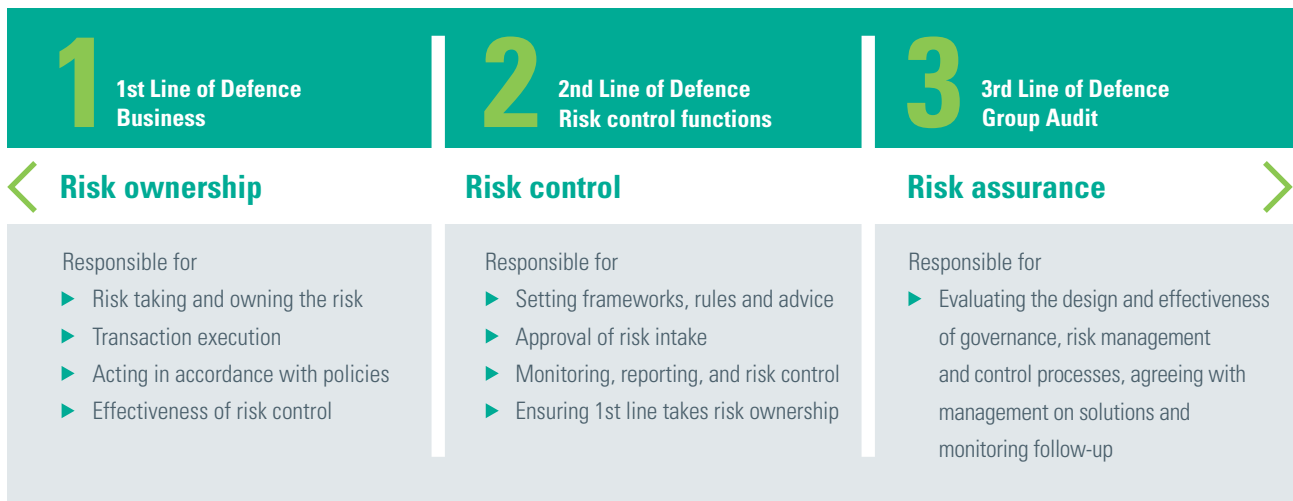 1
1st Line of Defence
Business
2
2nd Line of Defence
Risk control functions
3
3rd Line of Defence
Group Audit
Risk ownership
Risk control
Risk assurance
Responsible for
Risk taking and owning the risk
Transaction execution
Acting in accordance with policies
Effectiveness of risk control
Responsible for
Setting frameworks, rules and advice
Approval of risk intake
Monitoring, reporting, and risk control
Ensuring 1st line takes risk ownership
Responsible for
Evaluating the design and effectiveness
of governance, risk management
and control processes, agreeing with
management on solutions and
monitoring follow-up